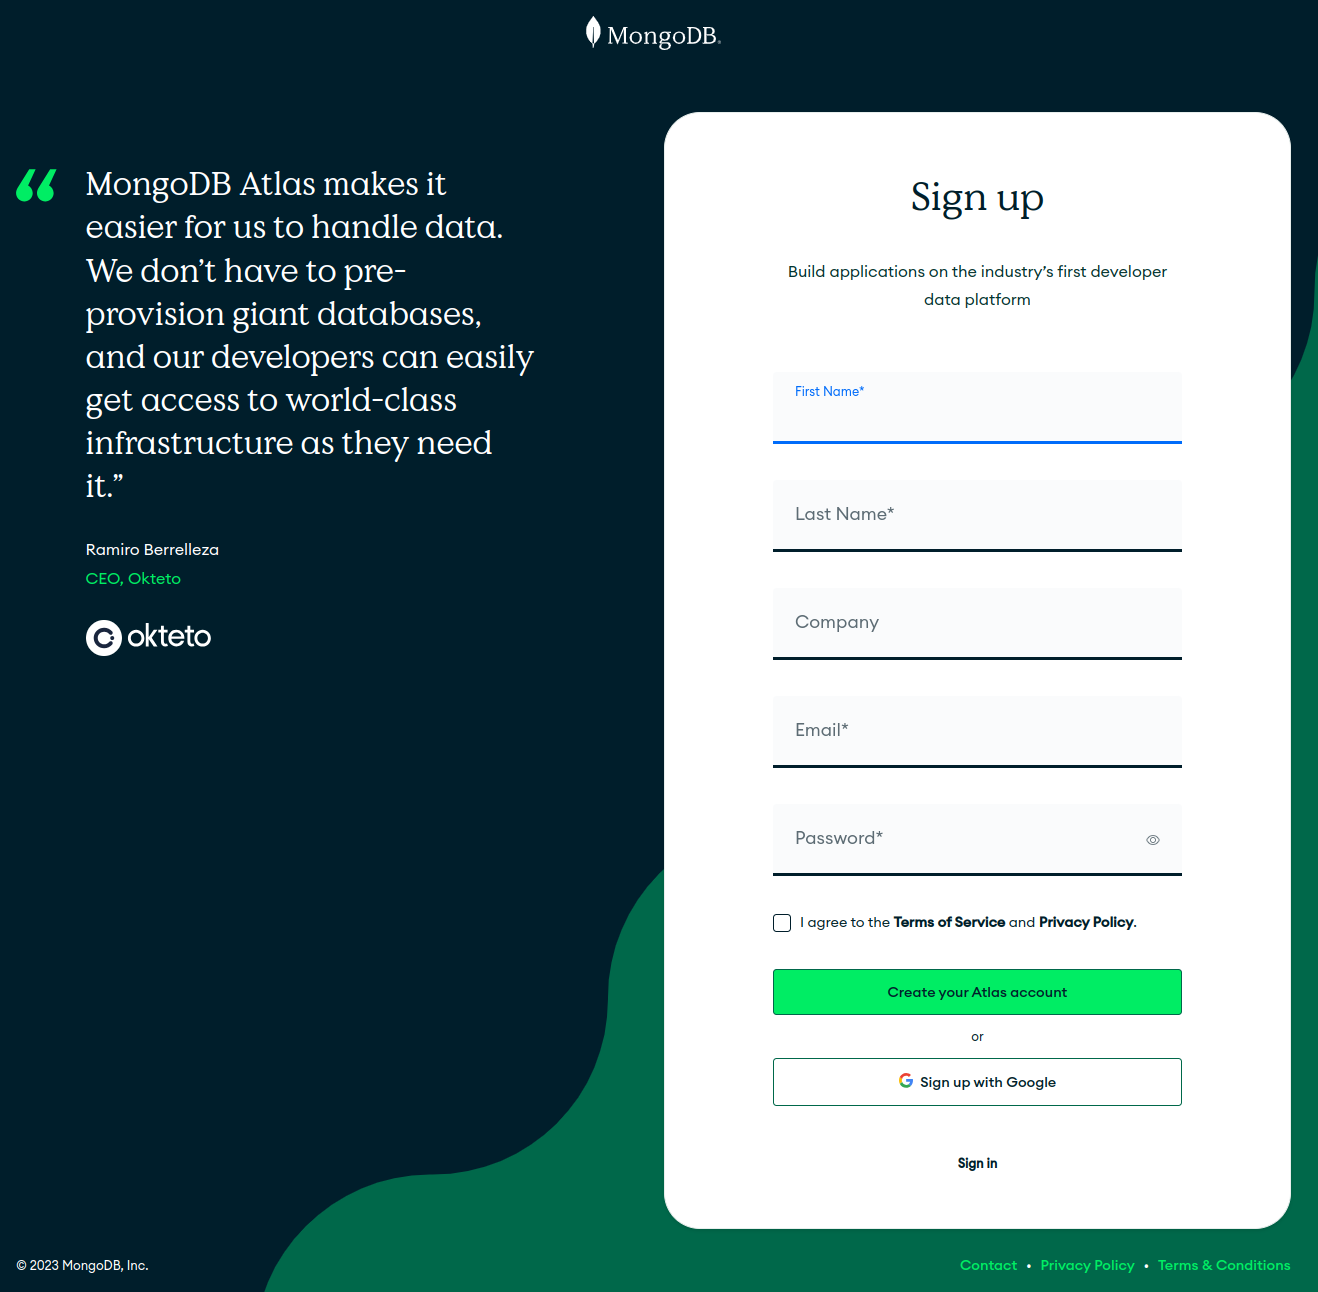 MongoDB®
“ MongoDB Atlas makes it
easier for us to handle data.
We don’t have to pre-
provision giant databases,
and our developers can easily
get access to world-class
infrastructure as they need
it.”
Ramiro Berrelleza
CEO, Okteto
okteto
Sign up
Build applications on the industry’s first developer
data platform
First Name*
Last Name*
Company
Email*
Password*
I agree to the Terms of Service and Privacy Policy.
Create your Atlas account
or
Sign up with Google
Sign in
© 2023 MongoDB, Inc.
Contact • Privacy Policy • Terms & Conditions